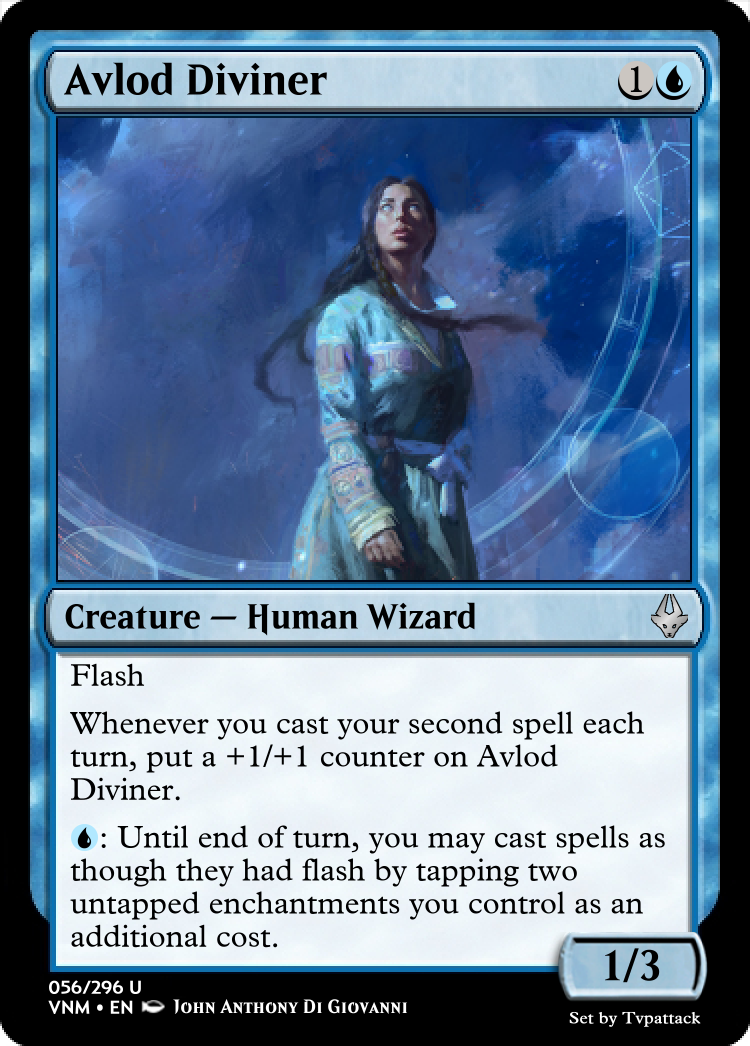 Avlod Diviner 1
Creature — Human Wizard
Flash
Whenever you cast your second spell each
turn, put a +1/+1 counter on Avlod
Diviner.
: Until end of turn, you may cast spells as
though they had flash by tapping two
untapped enchantments you control as an
additional cost.
1/3
056/296 U
VNM • EN John Anthony Di Giovanni
Set by Tvpattack